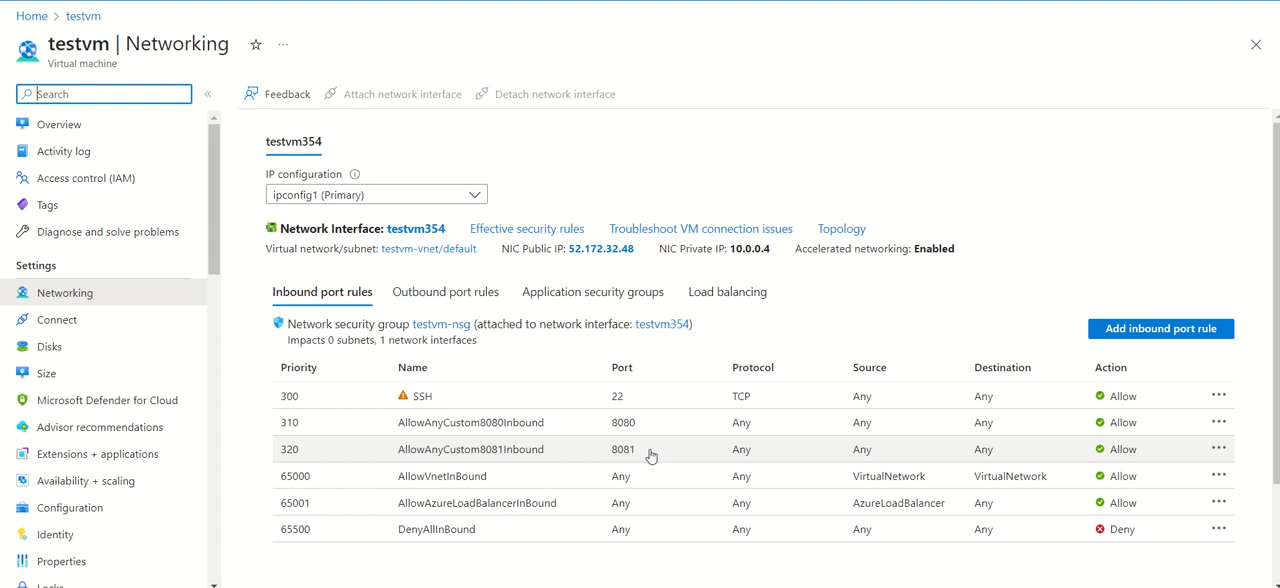 Home > testvm
testvm | Networking
Virtual machine
Search
Overview
Activity log
Access control (IAM)
Tags
Diagnose and solve problems
Settings
Networking
Connect
Disks
Size
Microsoft Defender for Cloud
Advisor recommendations
Extensions + applications
Availability + scaling
Configuration
Identity
Properties
Locks
Feedback Attach network interface Detach network interface
testvm354
IP configuration
ipconfig1 (Primary)
Network Interface: testvm354 Effective security rules Troubleshoot VM connection issues Topology
Virtual network/subnet: testvm-vnet/default NIC Public IP: 52.172.32.48 NIC Private IP: 10.0.0.4 Accelerated networking: Enabled
Inbound port rules Outbound port rules Application security groups Load balancing
Network security group testvm-nsg (attached to network interface: testvm354)
Impacts 0 subnets, 1 network interfaces
Add inbound port rule
Priority Name Port Protocol Source Destination Action
300 SSH 22 TCP Any Any Allow
310 AllowAnyCustom8080Inbound 8080 Any Any Any Allow
320 AllowAnyCustom8081Inbound 8081 Any Any Any Allow
65000 AllowVnetInBound Any Any VirtualNetwork VirtualNetwork Allow
65001 AllowAzureLoadBalancerInBound Any Any AzureLoadBalancer Any Allow
65500 DenyAllInBound Any Any Any Any Deny